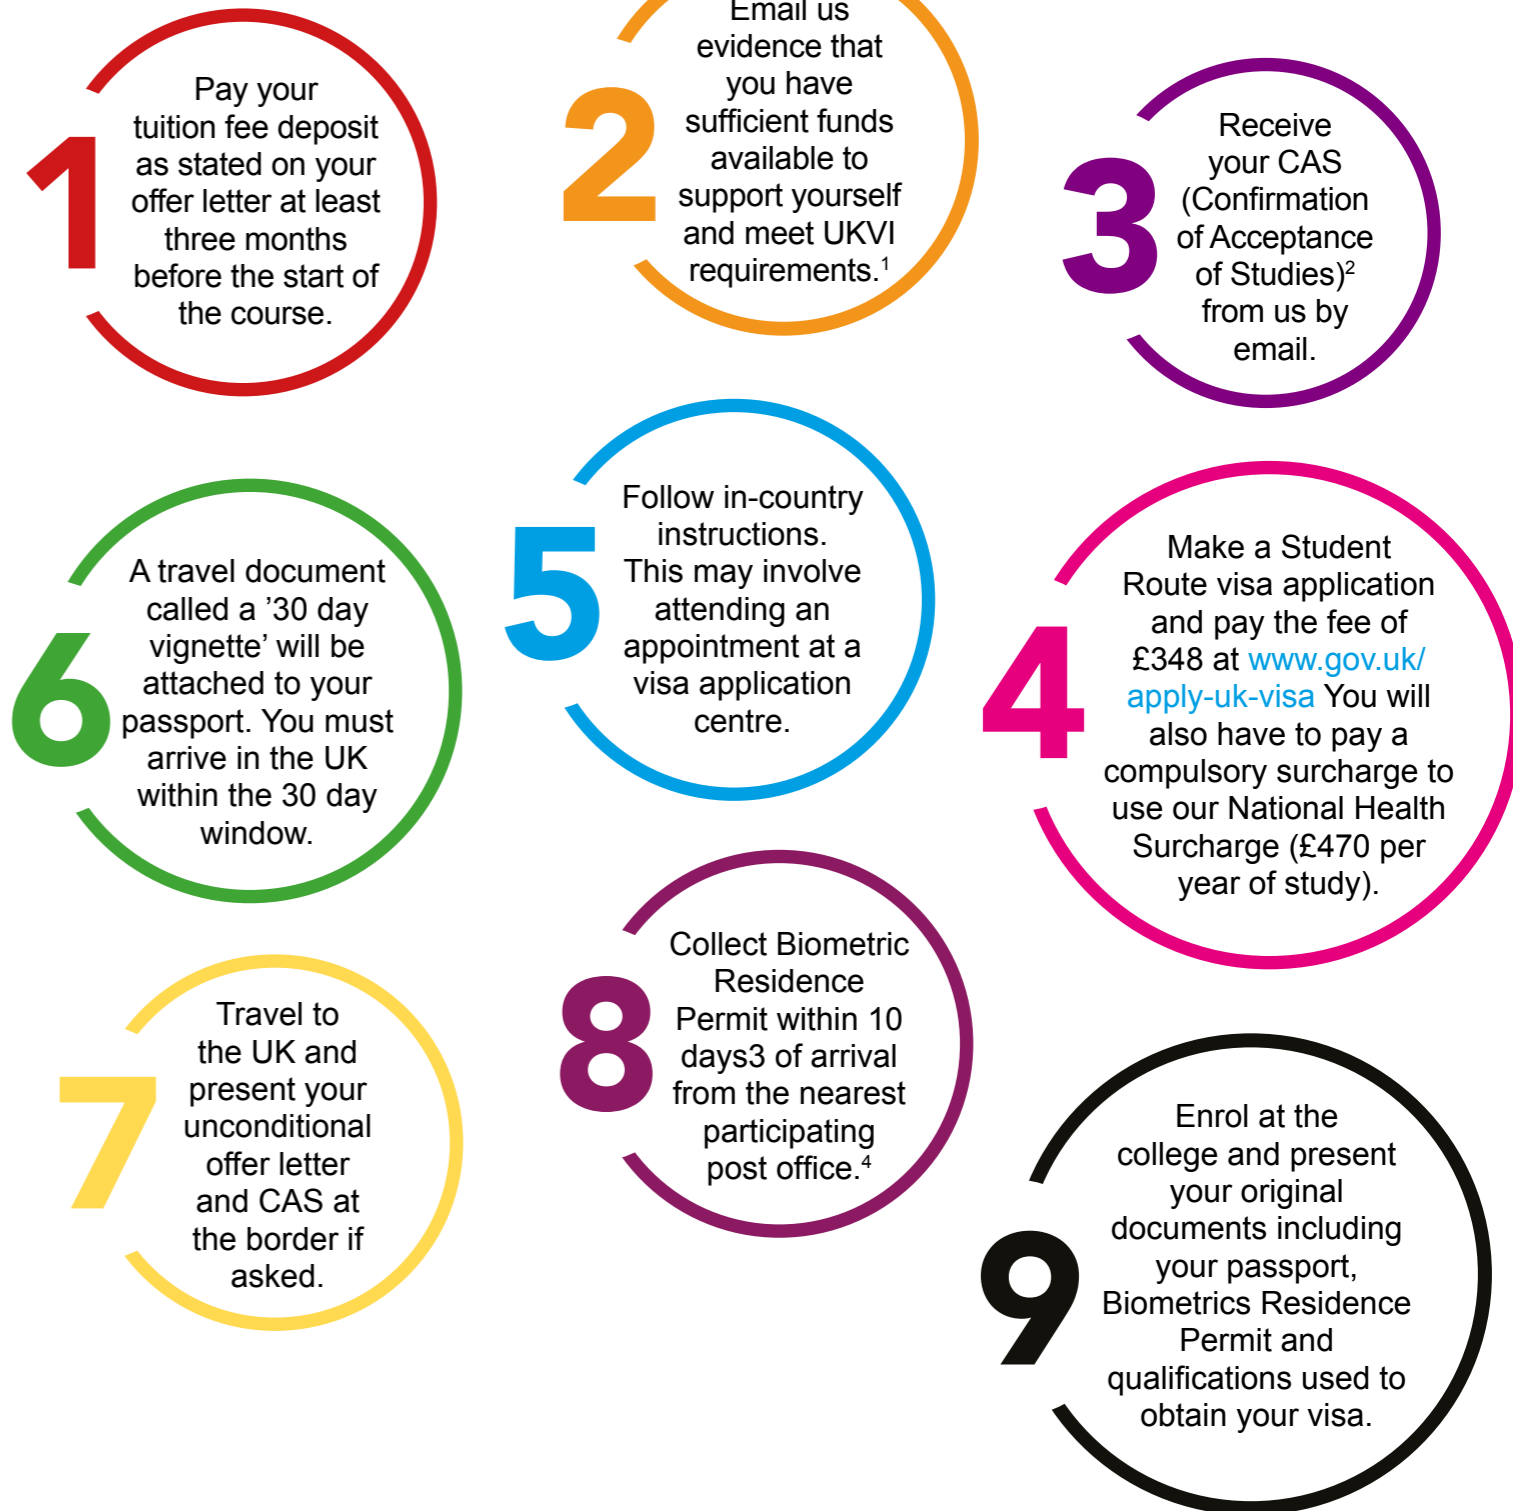 1
Pay your
tuition fee deposit
as stated on your
offer letter at least
three months
before the start of
the course.
2
Email us
evidence that
you have
sufficient funds
available to
support yourself
and meet UKVI
requirements.¹
3
Receive
your CAS
(Confirmation
of Acceptance
of Studies)²
from us by
email.
4
Make a Student
Route visa application
and pay the fee of
£348 at www.gov.uk/
apply-uk-visa You will
also have to pay a
compulsory surcharge to
use our National Health
Surcharge (£470 per
year of study).
5
Follow in-country
instructions.
This may involve
attending an
appointment at a
visa application
centre.
6
A travel document
called a ’30 day
vignette’ will be
attached to your
passport. You must
arrive in the UK
within the 30 day
window.
7
Travel to
the UK and
present your
unconditional
offer letter
and CAS at
the border if
asked.
8
Collect Biometric
Residence
Permit within 10
days3 of arrival
from the nearest
participating
post office.⁴
9
Enrol at the
college and present
your original
documents including
your passport,
Biometrics Residence
Permit and
qualifications used to
obtain your visa.